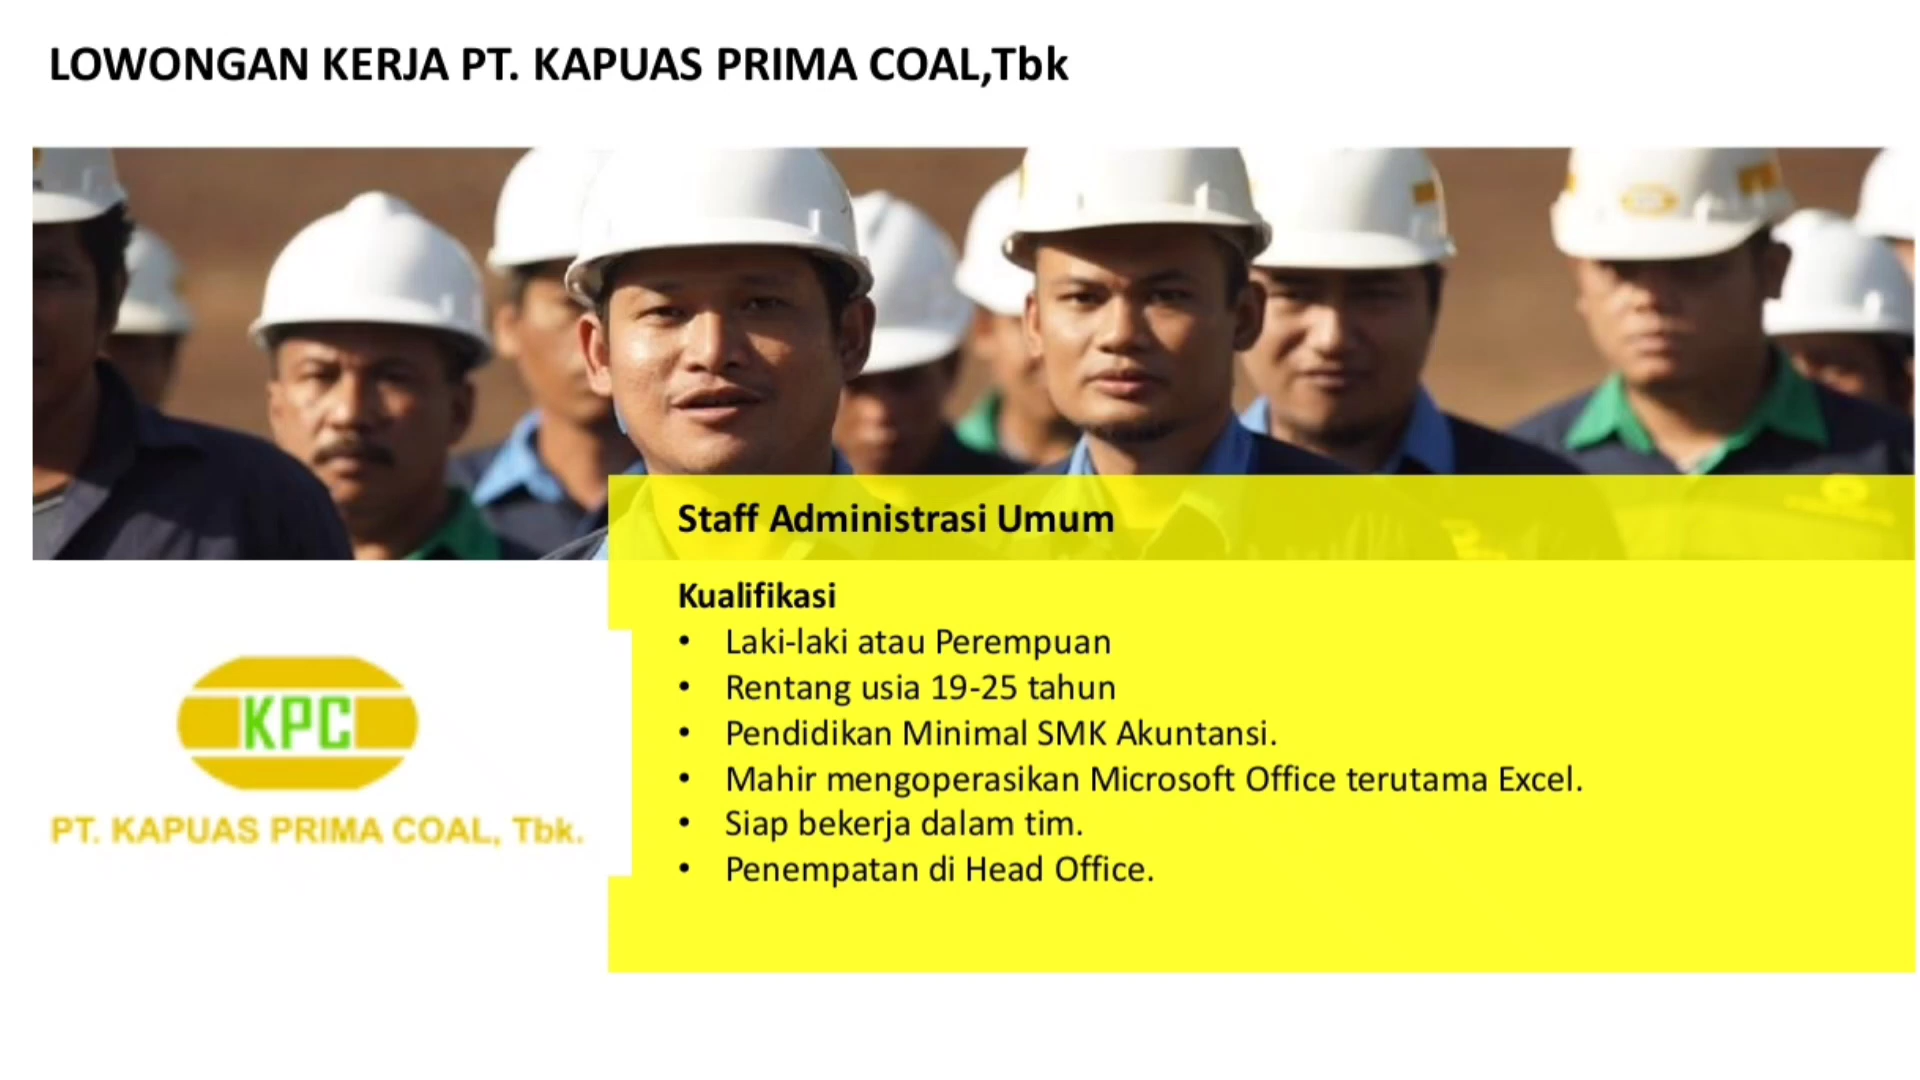 LOWONGAN KERJA PT. KAPUAS PRIMA COAL,Tbk
Staff Administrasi Umum
Kualifikasi
• Laki-laki atau Perempuan
• Rentang usia 19-25 tahun
• Pendidikan Minimal SMK Akuntansi.
• Mahir mengoperasikan Microsoft Office terutama Excel.
• Siap bekerja dalam tim.
• Penempatan di Head Office.
KPC
PT. KAPUAS PRIMA COAL, Tbk.